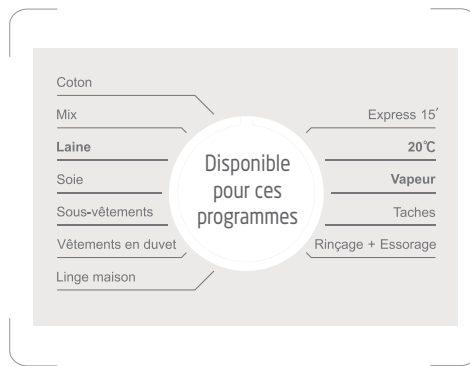 Coton
Mix
Laine
Soie
Sous-vêtements
Vêtements en duvet
Linge maison
Disponible
pour ces
programmes
Express 15′
20℃
Vapeur
Taches
Rinçage + Essorage